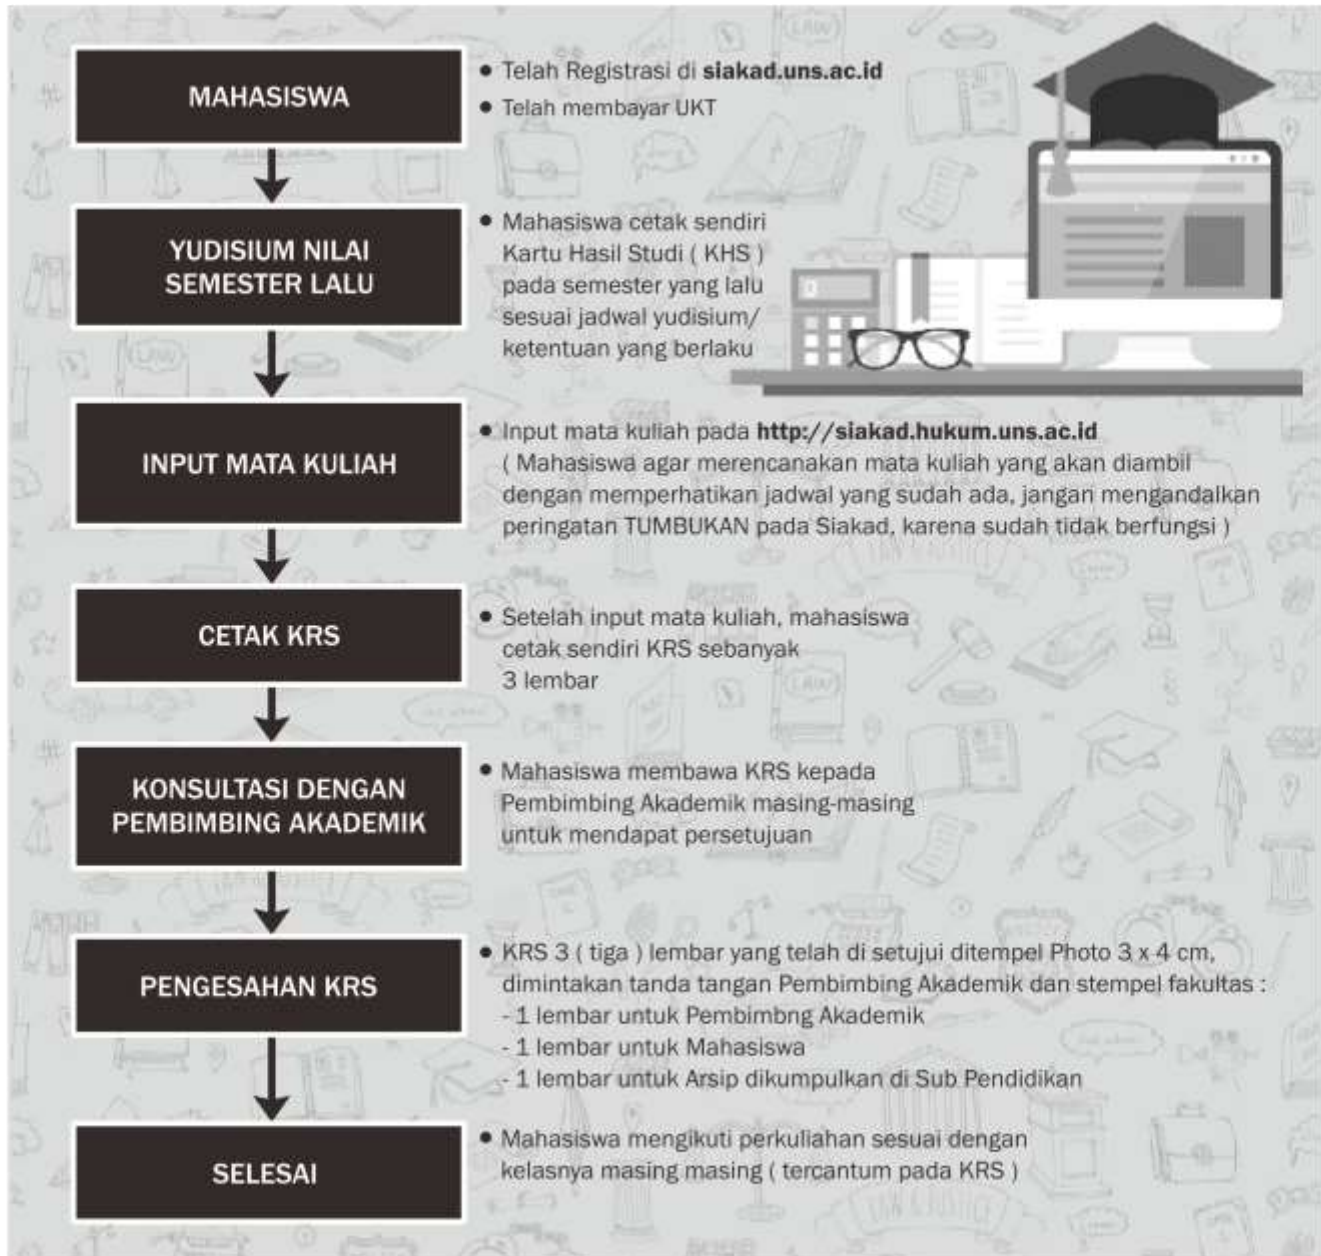 MAHASISWA
• Telah Registrasi di siakad.uns.ac.id
• Telah membayar UKT
YUDISIUM NILAI
SEMESTER LALU
• Mahasiswa cetak sendiri
Kartu Hasil Studi ( KHS )
pada semester yang lalu
sesuai jadwal yudisium/
ketentuan yang berlaku
INPUT MATA KULIAH
• Input mata kuliah pada http://siakad.hukum.uns.ac.id
( Mahasiswa agar merencanakan mata kuliah yang akan diambil
dengan memperhatikan jadwal yang sudah ada, jangan mengandalkan
peringatan TUMBUKAN pada Siakad, karena sudah tidak berfungsi )
CETAK KRS
• Setelah input mata kuliah, mahasiswa
cetak sendiri KRS sebanyak
3 lembar
KONSULTASI DENGAN
PEMBIMBING AKADEMIK
• Mahasiswa membawa KRS kepada
Pembimbing Akademik masing-masing
untuk mendapat persetujuan
PENGESAHAN KRS
• KRS 3 ( tiga ) lembar yang telah di setujui ditempel Photo 3 x 4 cm,
dimintakan tanda tangan Pembimbing Akademik dan stempel fakultas :
- 1 lembar untuk Pembimbng Akademik
- 1 lembar untuk Mahasiswa
- 1 lembar untuk Arsip dikumpulkan di Sub Pendidikan
SELESAI
• Mahasiswa mengikuti perkuliahan sesuai dengan
kelasnya masing masing ( tercantum pada KRS )